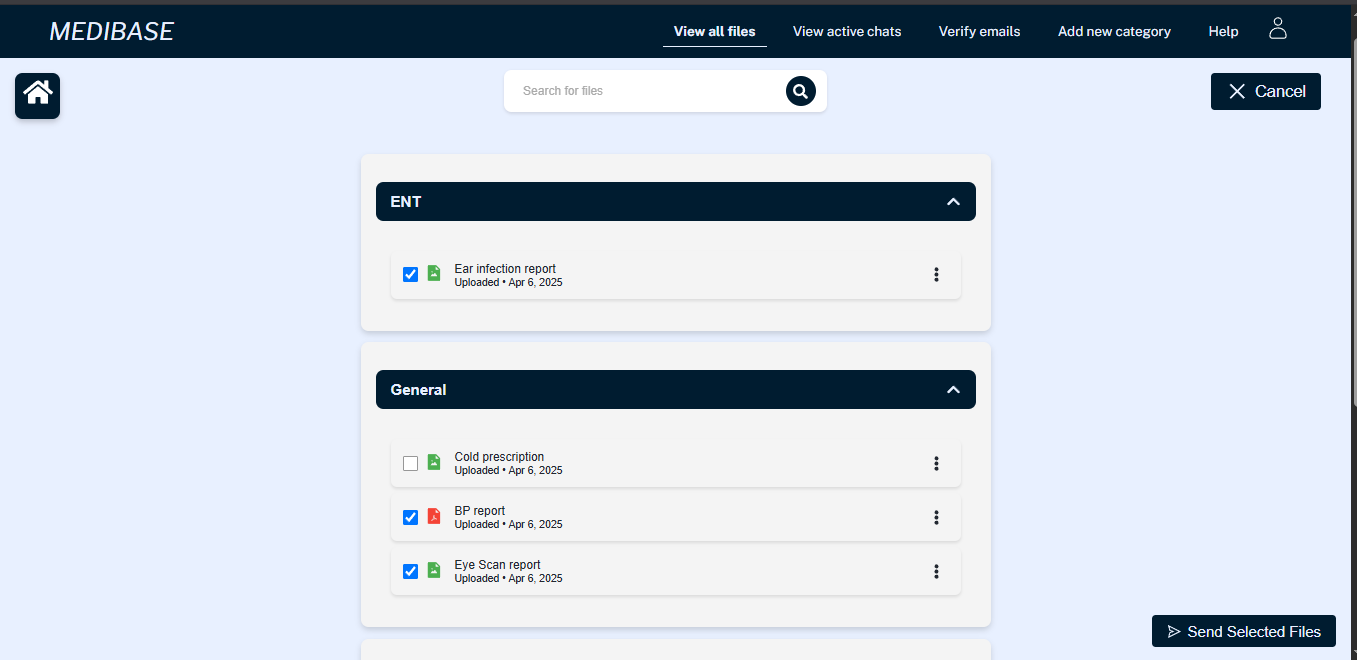 MEDIBASE
View all files
View active chats
Verify emails
Add new category
Help
Search for files
Cancel
ENT
Ear infection report
Uploaded • Apr 6, 2025
General
Cold prescription
Uploaded • Apr 6, 2025
BP report
Uploaded • Apr 6, 2025
Eye Scan report
Uploaded • Apr 6, 2025
Send Selected Files